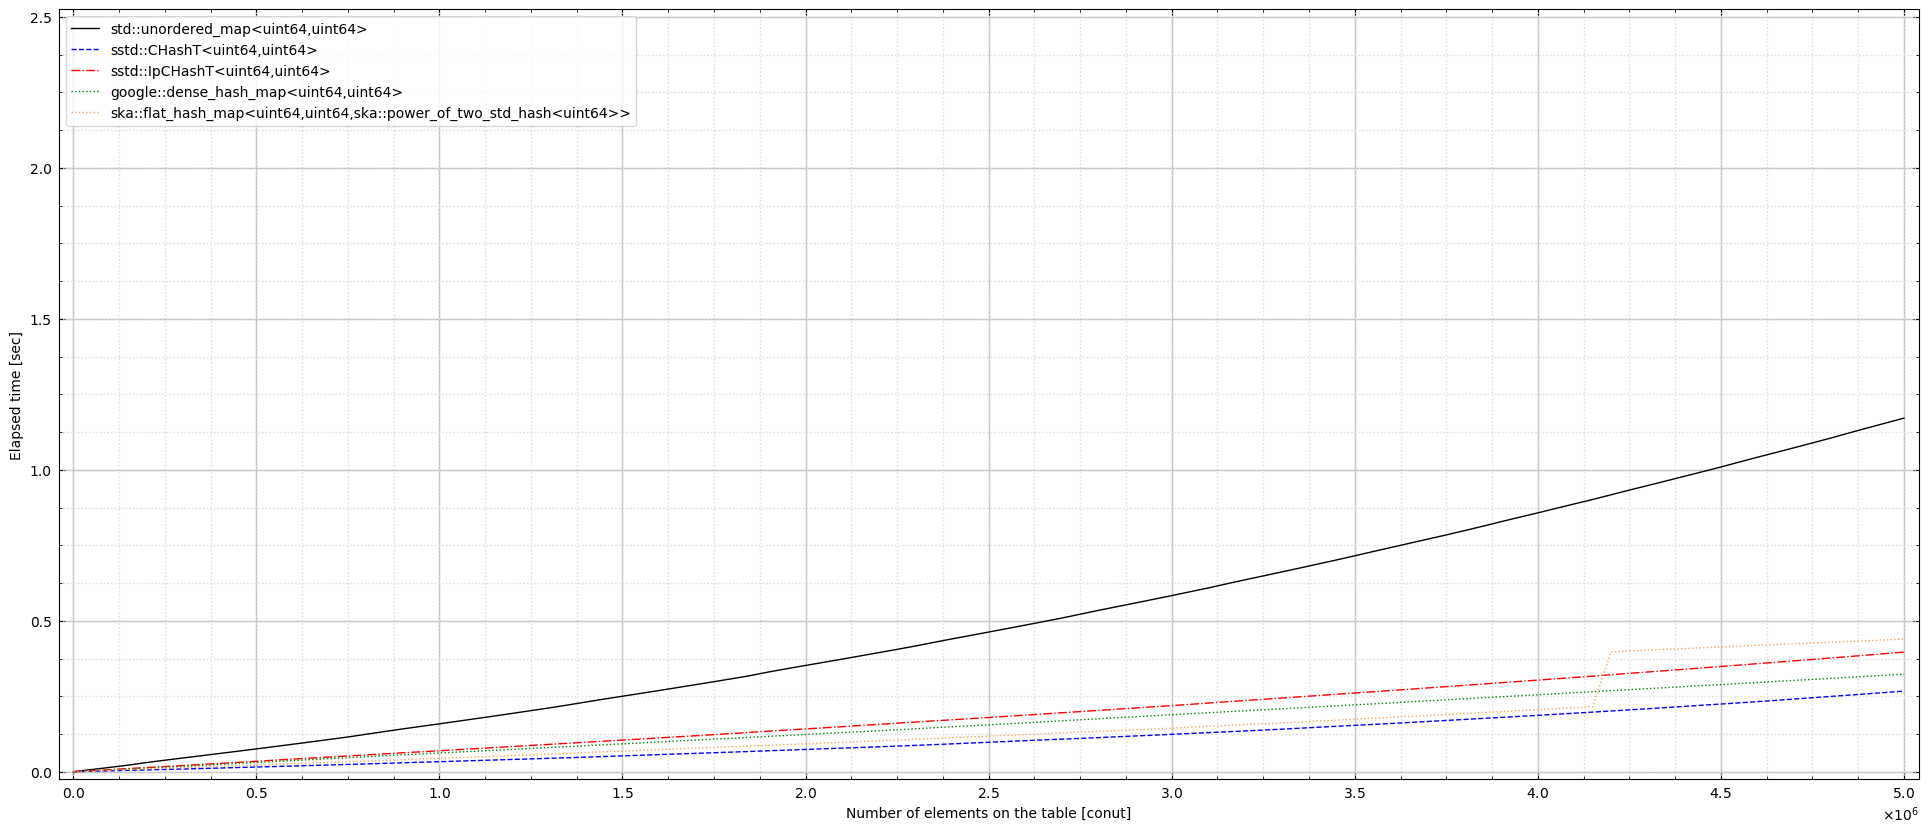 std::unordered_map<uint64,uint64>
sstd::CHashT<uint64,uint64>
sstd::IpCHashT<uint64,uint64>
google::dense_hash_map<uint64,uint64>
ska::flat_hash_map<uint64,uint64,ska::power_of_two_std_hash<uint64>>
2.5
2.0
1.5
1.0
0.5
0.0
Elapsed time [sec]
0.0 0.5 1.0 1.5 2.0 2.5 3.0 3.5 4.0 4.5 5.0
Number of elements on the table [conut]
×10⁶